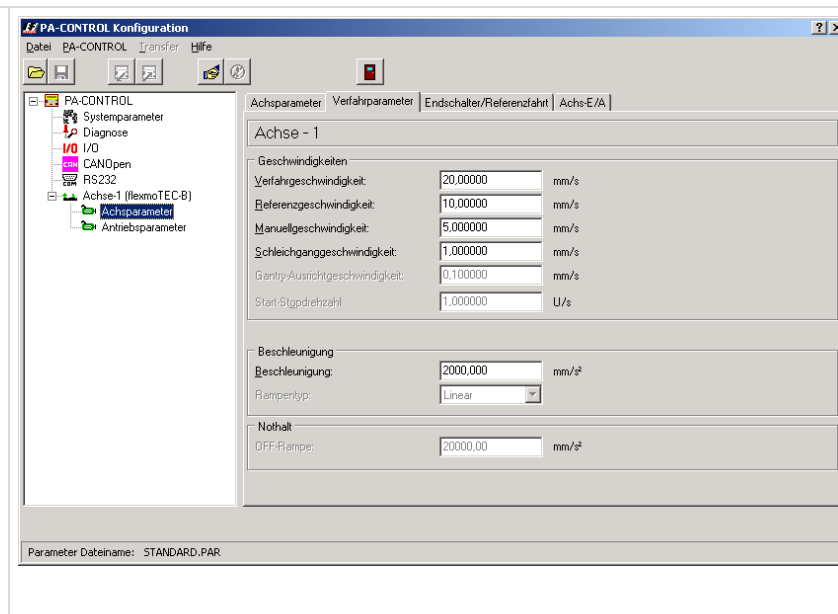 PA-CONTROL Konfiguration
Datei PA-CONTROL Transfer Hilfe
PA-CONTROL
Systemparameter
Diagnose
I/O I/O
CAN CANOpen
COM RS232
Achse-1 (flexmoTEC-B)
Achsparameter
Antriebsparameter
Achsparameter Verfahrparameter Endschalter/Referenzfahrt Achs-E/A
Achse - 1
Geschwindigkeiten
Verfahrgeschwindigkeit: 20,00000 mm/s
Referenzgeschwindigkeit: 10,00000 mm/s
Manuellgeschwindigkeit: 5,000000 mm/s
Schleichganggeschwindigkeit: 1,000000 mm/s
Gantry-Ausrichtgeschwindigkeit: 0,100000 mm/s
Start-Stopdrehzahl 1,000000 U/s
Beschleunigung
Beschleunigung: 2000,000 mm/s²
Rampentyp: Linear
Nothalt
OFF-Rampe: 20000,00 mm/s²
Parameter Dateiname: STANDARD.PAR